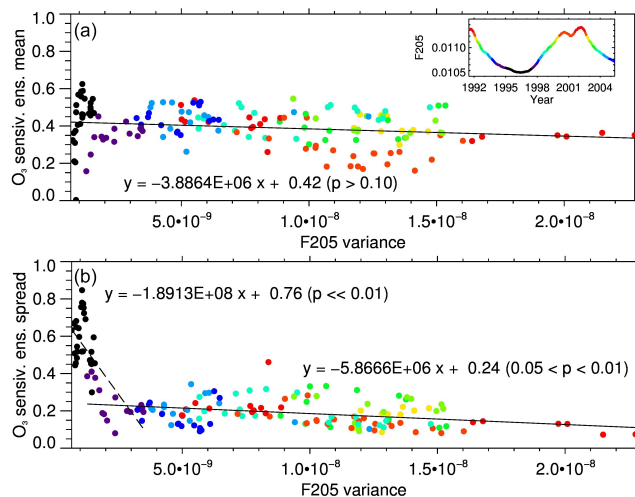 (a)
O₃ sensiv. ens. mean
1.0
0.8
0.6
0.4
0.2
0.0
F205
0.0110
0.0105
1992 1995 1998 2001 2004
Year
y = −3.8864E+06 x + 0.42 (p > 0.10)
5.0×10⁻⁹ 1.0×10⁻⁸ 1.5×10⁻⁸ 2.0×10⁻⁸
F205 variance
(b)
O₃ sensiv. ens. spread
1.0
0.8
0.6
0.4
0.2
0.0
y = −1.8913E+08 x + 0.76 (p << 0.01)
y = −5.8666E+06 x + 0.24 (0.05 < p < 0.01)
5.0×10⁻⁹ 1.0×10⁻⁸ 1.5×10⁻⁸ 2.0×10⁻⁸
F205 variance